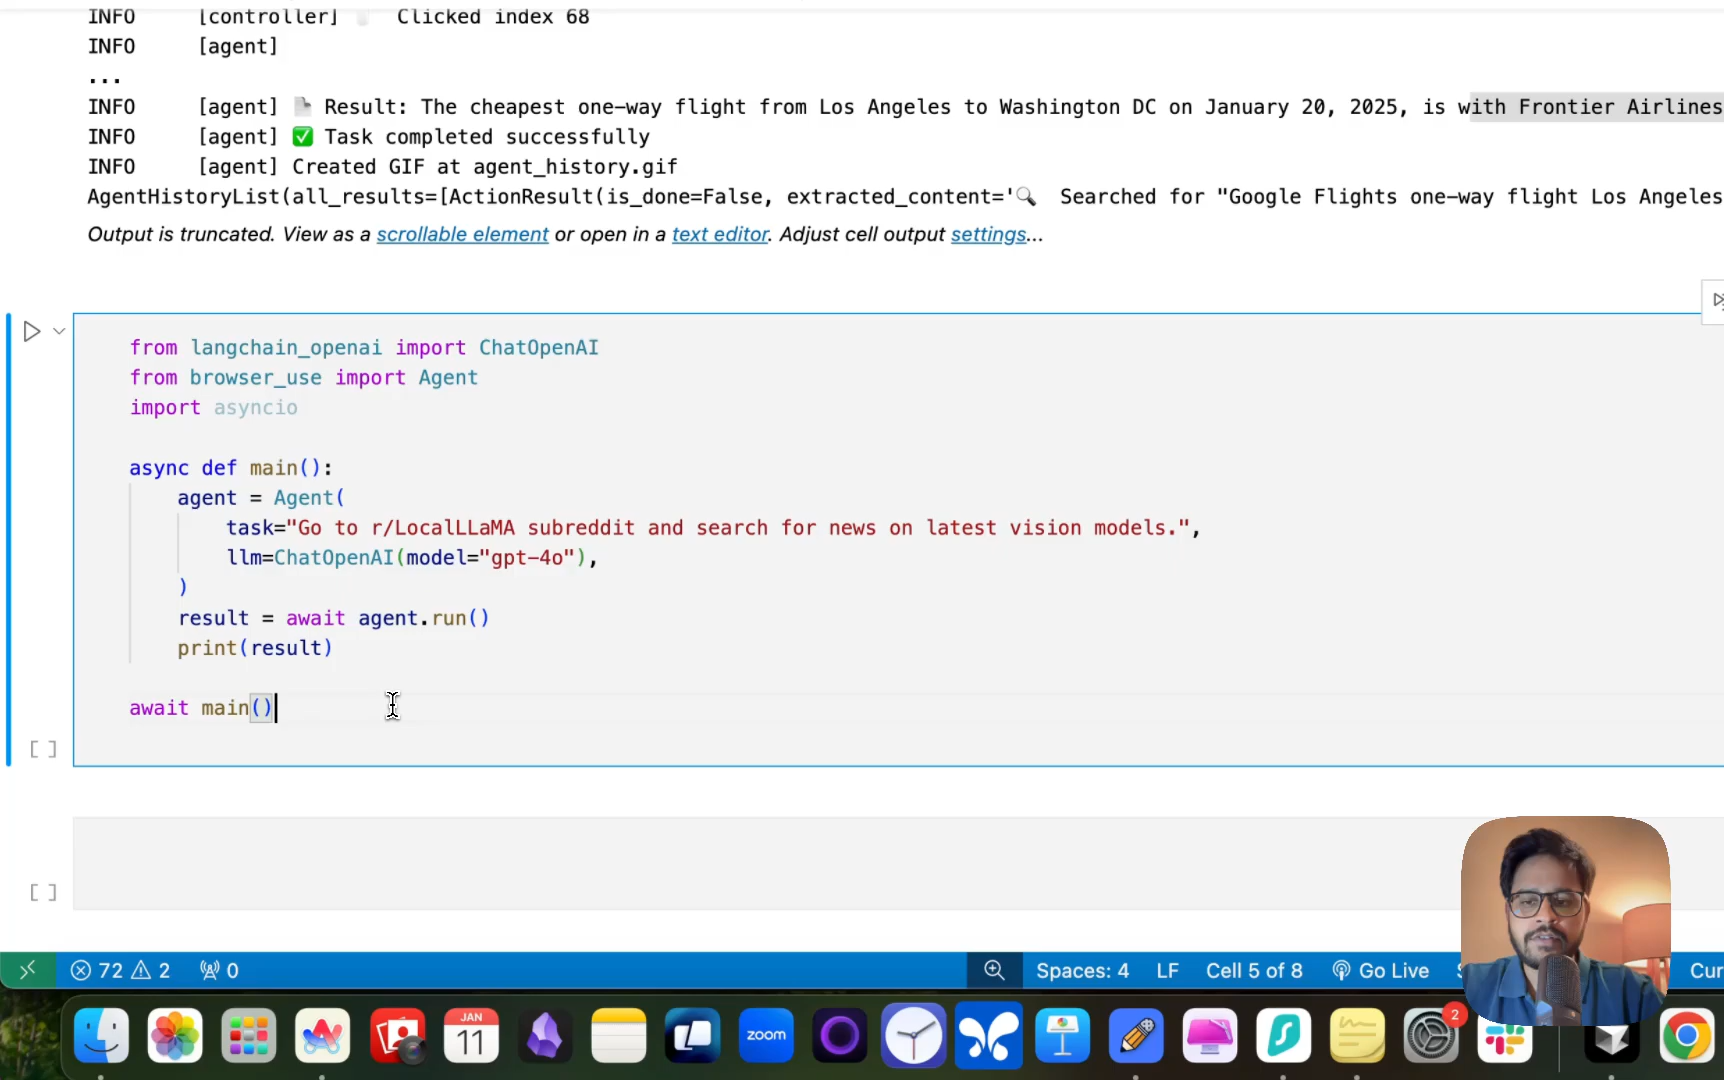 INFO [controller] Clicked index 68
INFO [agent]
...
INFO [agent] 📄 Result: The cheapest one-way flight from Los Angeles to Washington DC on January 20, 2025, is with Frontier Airlines
INFO [agent] ✅ Task completed successfully
INFO [agent] Created GIF at agent_history.gif
AgentHistoryList(all_results=[ActionResult(is_done=False, extracted_content='🔍 Searched for "Google Flights one-way flight Los Angeles
Output is truncated. View as a scrollable element or open in a text editor. Adjust cell output settings...
from langchain_openai import ChatOpenAI
from browser_use import Agent
import asyncio
async def main():
agent = Agent(
task="Go to r/LocalLLaMA subreddit and search for news on latest vision models.",
llm=ChatOpenAI(model="gpt-4o"),
)
result = await agent.run()
print(result)
await main()
[ ]
[ ]
72 2 0 Spaces: 4 LF Cell 5 of 8 Go Live Cur
JAN
11
zoom
2